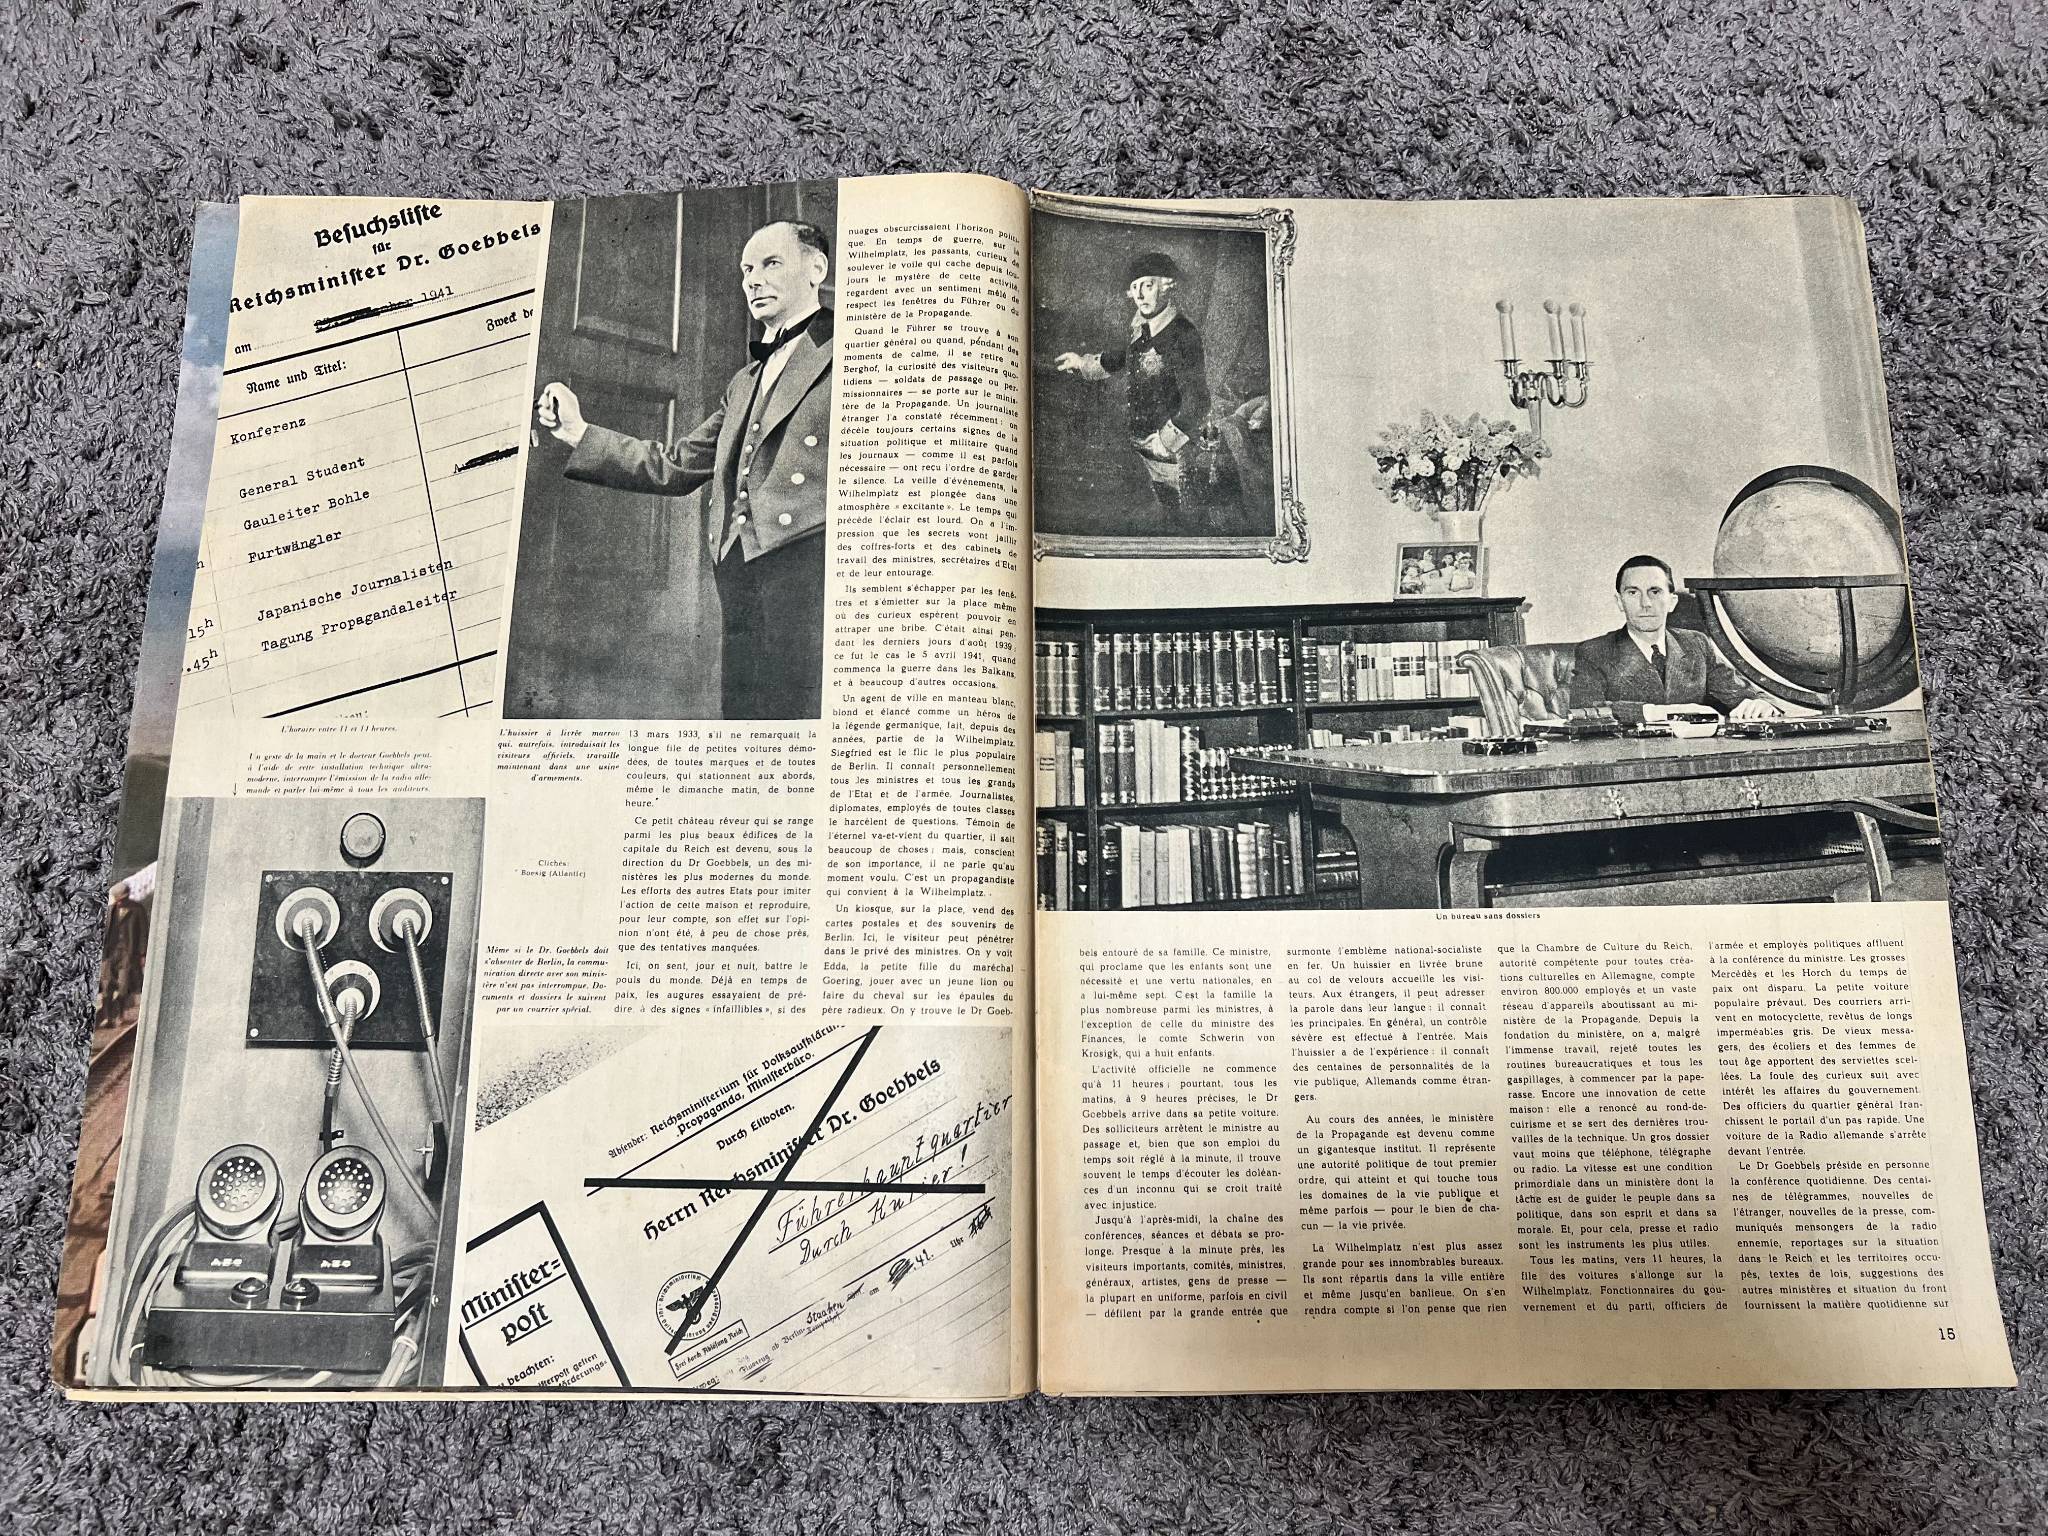 Besuchsliste
für
Reichsminister Dr. Goebbels
am 1941
Name und Titel:
Zweck de
Konferenz
General Student
Gauleiter Bohle
Furtwängler
Japanische Journalisten
15h
Tagung Propagandaleiter
.45h
L'horaire entre 11 et 14 heures.
Un geste de la main et le docteur Goebbels peut,
à l'aide de cette installation technique ultra-
moderne, interrompre l'émission de la radio alle-
mande et parler lui-même à tous les auditeurs.
L'huissier à livrée marron
qui, autrefois, introduisait les
visiteurs officiels, travaille
maintenant dans une usine
d'armements.
Clichés:
Boesig (Atlantic)
Même si le Dr. Goebbels doit
s'absenter de Berlin, la commu-
nication directe avec son minis-
tère n'est pas interrompue. Do-
cuments et dossiers le suivent
par un courrier spécial.
AEG
AEG
13 mars 1933, s'il ne remarquait la
longue file de petites voitures démo-
dées, de toutes marques et de toutes
couleurs, qui stationnent aux abords,
même le dimanche matin, de bonne
heure.
Ce petit château rêveur qui se range
parmi les plus beaux édifices de la
capitale du Reich est devenu, sous la
direction du Dr Goebbels, un des mi-
nistères les plus modernes du monde.
Les efforts des autres Etats pour imiter
l'action de cette maison et reproduire,
pour leur compte, son effet sur l'opi-
nion n'ont été, à peu de chose près,
que des tentatives manquées.
Ici, on sent, jour et nuit, battre le
pouls du monde. Déjà en temps de
paix, les augures essayaient de pré-
dire, à des signes « infaillibles », si des
nuages obscurcissaient l'horizon politi-
que. En temps de guerre, sur la
Wilhelmplatz, les passants, curieux de
soulever le voile qui cache depuis tou-
jours le mystère de cette activité,
regardent avec un sentiment mêlé de
respect les fenêtres du Führer ou du
ministère de la Propagande.
Quand le Führer se trouve à son
quartier général ou quand, pendant des
moments de calme, il se retire au
Berghof, la curiosité des visiteurs quo-
tidiens — soldats de passage ou per-
missionnaires — se porte sur le minis-
tère de la Propagande. Un journaliste
étranger l'a constaté récemment: on
décèle toujours certains signes de la
situation politique et militaire quand
les journaux — comme il est parfois
nécessaire — ont reçu l'ordre de garder
le silence. La veille d'événements, la
Wilhelmplatz est plongée dans une
atmosphère « excitante ». Le temps qui
précède l'éclair est lourd. On a l'im-
pression que les secrets vont jaillir
des coffres-forts et des cabinets de
travail des ministres, secrétaires d'Etat
et de leur entourage.
Ils semblent s'échapper par les fenê-
tres et s'émietter sur la place même
où des curieux espèrent pouvoir en
attraper une bribe. C'était ainsi pen-
dant les derniers jours d'août 1939;
ce fut le cas le 5 avril 1941, quand
commença la guerre dans les Balkans,
et à beaucoup d'autres occasions.
Un agent de ville en manteau blanc,
blond et élancé comme un héros de
la légende germanique, fait, depuis des
années, partie de la Wilhelmplatz.
Siegfried est le flic le plus populaire
de Berlin. Il connaît personnellement
tous les ministres et tous les grands
de l'Etat et de l'armée. Journalistes,
diplomates, employés de toutes classes
le harcèlent de questions. Témoin de
l'éternel va-et-vient du quartier, il sait
beaucoup de choses; mais, conscient
de son importance, il ne parle qu'au
moment voulu. C'est un propagandiste
qui convient à la Wilhelmplatz.
Un kiosque, sur la place, vend des
cartes postales et des souvenirs de
Berlin. Ici, le visiteur peut pénétrer
dans le privé des ministres. On y voit
Edda, la petite fille du maréchal
Goering, jouer avec un jeune lion ou
faire du cheval sur les épaules du
père radieux. On y trouve le Dr Goeb-
Absender: Reichsministerium für Volksaufklärung
Propaganda, Ministerbüro.
Durch Eilboten.
Herrn Reichsminister Dr. Goebbels
Führerhauptquartier
Durch Kurier!
Minister=
post
beachten:
Frei durch Ablösung Reich
Flugzeug ab Berlin- Staaken am .41. Uhr
Un bureau sans dossiers
bels entouré de sa famille. Ce ministre,
qui proclame que les enfants sont une
nécessité et une vertu nationales, en
a lui-même sept. C'est la famille la
plus nombreuse parmi les ministres, à
l'exception de celle du ministre des
Finances, le comte Schwerin von
Krosigk, qui a huit enfants.
L'activité officielle ne commence
qu'à 11 heures; pourtant, tous les
matins, à 9 heures précises, le Dr
Goebbels arrive dans sa petite voiture.
Des solliciteurs arrêtent le ministre au
passage et, bien que son emploi du
temps soit réglé à la minute, il trouve
souvent le temps d'écouter les doléan-
ces d'un inconnu qui se croit traité
avec injustice.
Jusqu'à l'après-midi, la chaîne des
conférences, séances et débats se pro-
longe. Presque à la minute près, les
visiteurs importants, comités, ministres,
généraux, artistes, gens de presse —
la plupart en uniforme, parfois en civil
— défilent par la grande entrée que
surmonte l'emblème national-socialiste
en fer. Un huissier en livrée brune
au col de velours accueille les visi-
teurs. Aux étrangers, il peut adresser
la parole dans leur langue: il connaît
les principales. En général, un contrôle
sévère est effectué à l'entrée. Mais
l'huissier a de l'expérience: il connaît
des centaines de personnalités de la
vie publique, Allemands comme étran-
gers.
Au cours des années, le ministère
de la Propagande est devenu comme
un gigantesque institut. Il représente
une autorité politique de tout premier
ordre, qui atteint et qui touche tous
les domaines de la vie publique et
même parfois — pour le bien de cha-
cun — la vie privée.
La Wilhelmplatz n'est plus assez
grande pour ses innombrables bureaux.
Ils sont répartis dans la ville entière
et même jusqu'en banlieue. On s'en
rendra compte si l'on pense que rien
que la Chambre de Culture du Reich,
autorité compétente pour toutes créa-
tions culturelles en Allemagne, compte
environ 800.000 employés et un vaste
réseau d'appareils aboutissant au mi-
nistère de la Propagande. Depuis la
fondation du ministère, on a, malgré
l'immense travail, rejeté toutes les
routines bureaucratiques et tous les
gaspillages, à commencer par la pape-
rasse. Encore une innovation de cette
maison: elle a renoncé au rond-de-
cuirisme et se sert des dernières trou-
vailles de la technique. Un gros dossier
vaut moins que téléphone, télégraphe
ou radio. La vitesse est une condition
primordiale dans un ministère dont la
tâche est de guider le peuple dans sa
politique, dans son esprit et dans sa
morale. Et, pour cela, presse et radio
sont les instruments les plus utiles.
Tous les matins, vers 11 heures, la
file des voitures s'allonge sur la
Wilhelmplatz. Fonctionnaires du gou-
vernement et du parti, officiers de
l'armée et employés politiques affluent
à la conférence du ministre. Les grosses
Mercédès et les Horch du temps de
paix ont disparu. La petite voiture
populaire prévaut. Des courriers arri-
vent en motocyclette, revêtus de longs
imperméables gris. De vieux messa-
gers, des écoliers et des femmes de
tout âge apportent des serviettes scel-
lées. La foule des curieux suit avec
intérêt les affaires du gouvernement.
Des officiers du quartier général fran-
chissent le portail d'un pas rapide. Une
voiture de la Radio allemande s'arrête
devant l'entrée.
Le Dr Goebbels préside en personne
la conférence quotidienne. Des centai-
nes de télégrammes, nouvelles de
l'étranger, nouvelles de la presse, com-
muniqués mensongers de la radio
ennemie, reportages sur la situation
dans le Reich et les territoires occu-
pés, textes de lois, suggestions des
autres ministères et situation du front
fournissent la matière quotidienne sur
15